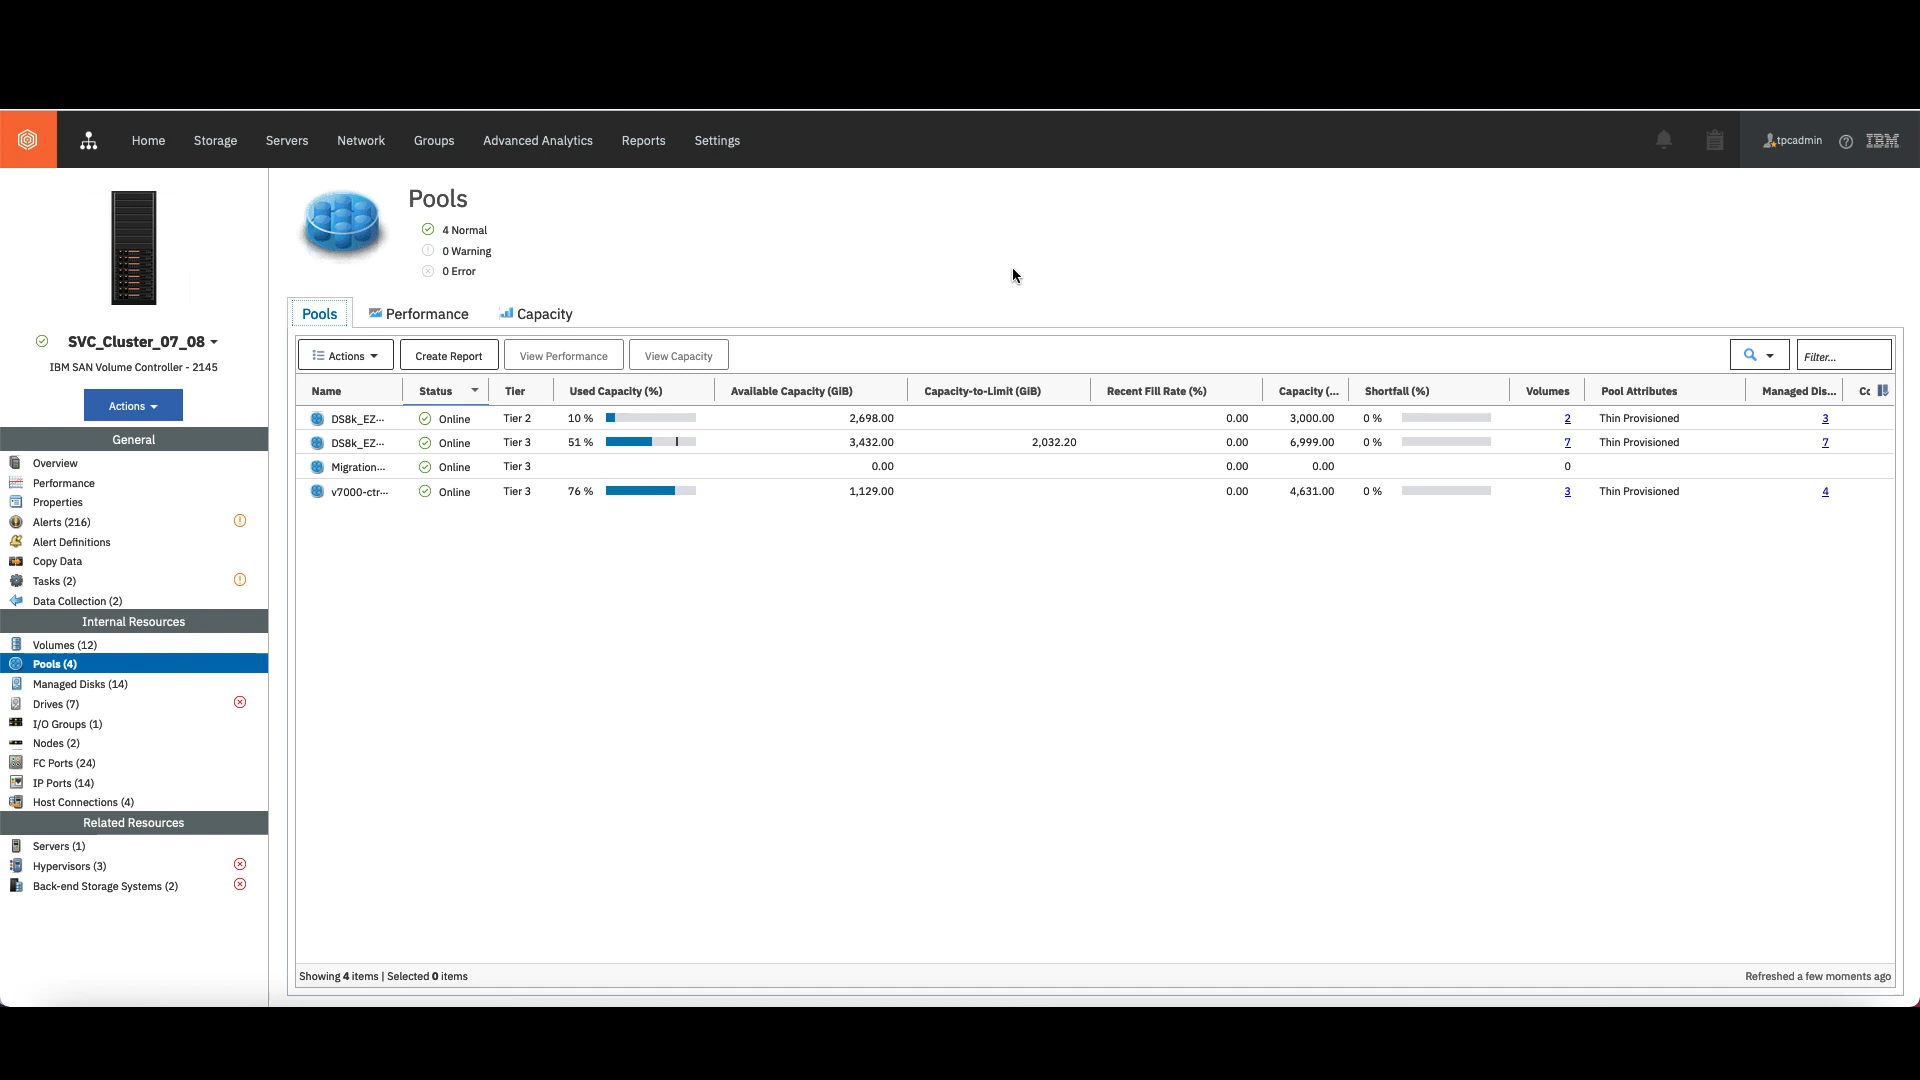 Home Storage Servers Network Groups Advanced Analytics Reports Settings tpcadmin IBM
SVC_Cluster_07_08
IBM SAN Volume Controller - 2145
Actions
General
Overview
Performance
Properties
Alerts (216)
Alert Definitions
Copy Data
Tasks (2)
Data Collection (2)
Internal Resources
Volumes (12)
Pools (4)
Managed Disks (14)
Drives (7)
I/O Groups (1)
Nodes (2)
FC Ports (24)
IP Ports (14)
Host Connections (4)
Related Resources
Servers (1)
Hypervisors (3)
Back-end Storage Systems (2)
Pools
4 Normal
0 Warning
0 Error
Pools Performance Capacity
Actions Create Report View Performance View Capacity Filter...
Name Status Tier Used Capacity (%) Available Capacity (GiB) Capacity-to-Limit (GiB) Recent Fill Rate (%) Capacity (... Shortfall (%) Volumes Pool Attributes Managed Dis... Cc
DS8k_EZ... Online Tier 2 10 % 2,698.00 0.00 3,000.00 0 % 2 Thin Provisioned 3
DS8k_EZ... Online Tier 3 51 % 3,432.00 2,032.20 0.00 6,999.00 0 % 7 Thin Provisioned 7
Migration... Online Tier 3 0.00 0.00 0.00 0
v7000-ctr... Online Tier 3 76 % 1,129.00 0.00 4,631.00 0 % 3 Thin Provisioned 4
Showing 4 items | Selected 0 items Refreshed a few moments ago